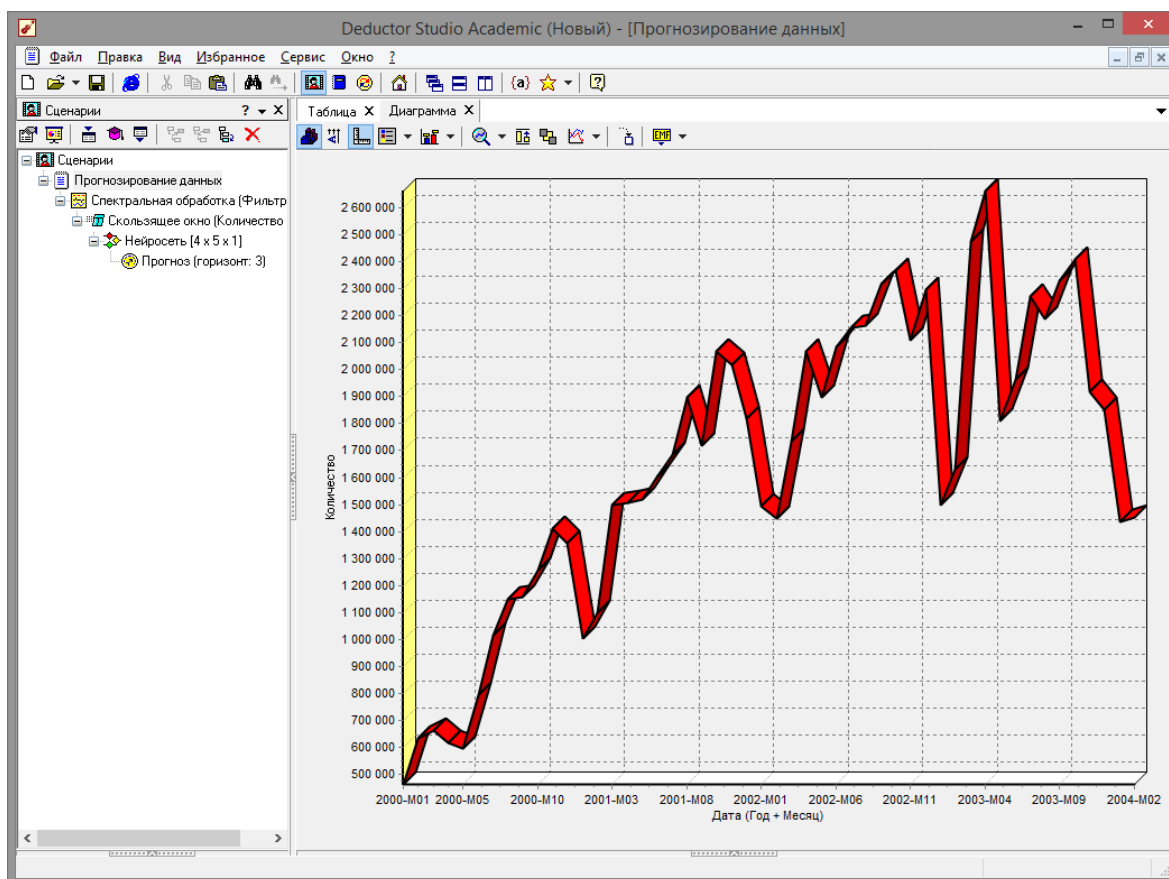 Deductor Studio Academic (Новый) - [Прогнозирование данных]
Файл Правка Вид Избранное Сервис Окно ?
Сценарии
Таблица X Диаграмма X
EMF
Сценарии
Прогнозирование данных
Спектральная обработка (Фильтр
Скользящее окно (Количество
Нейросеть [4 x 5 x 1]
Прогноз (горизонт: 3)
2 600 000
2 500 000
2 400 000
2 300 000
2 200 000
2 100 000
2 000 000
1 900 000
1 800 000
1 700 000
1 600 000
1 500 000
1 400 000
1 300 000
1 200 000
1 100 000
1 000 000
900 000
800 000
700 000
600 000
500 000
Количество
2000-M01 2000-M05 2000-M10 2001-M03 2001-M08 2002-M01 2002-M06 2002-M11 2003-M04 2003-M09 2004-M02
Дата (Год + Месяц)